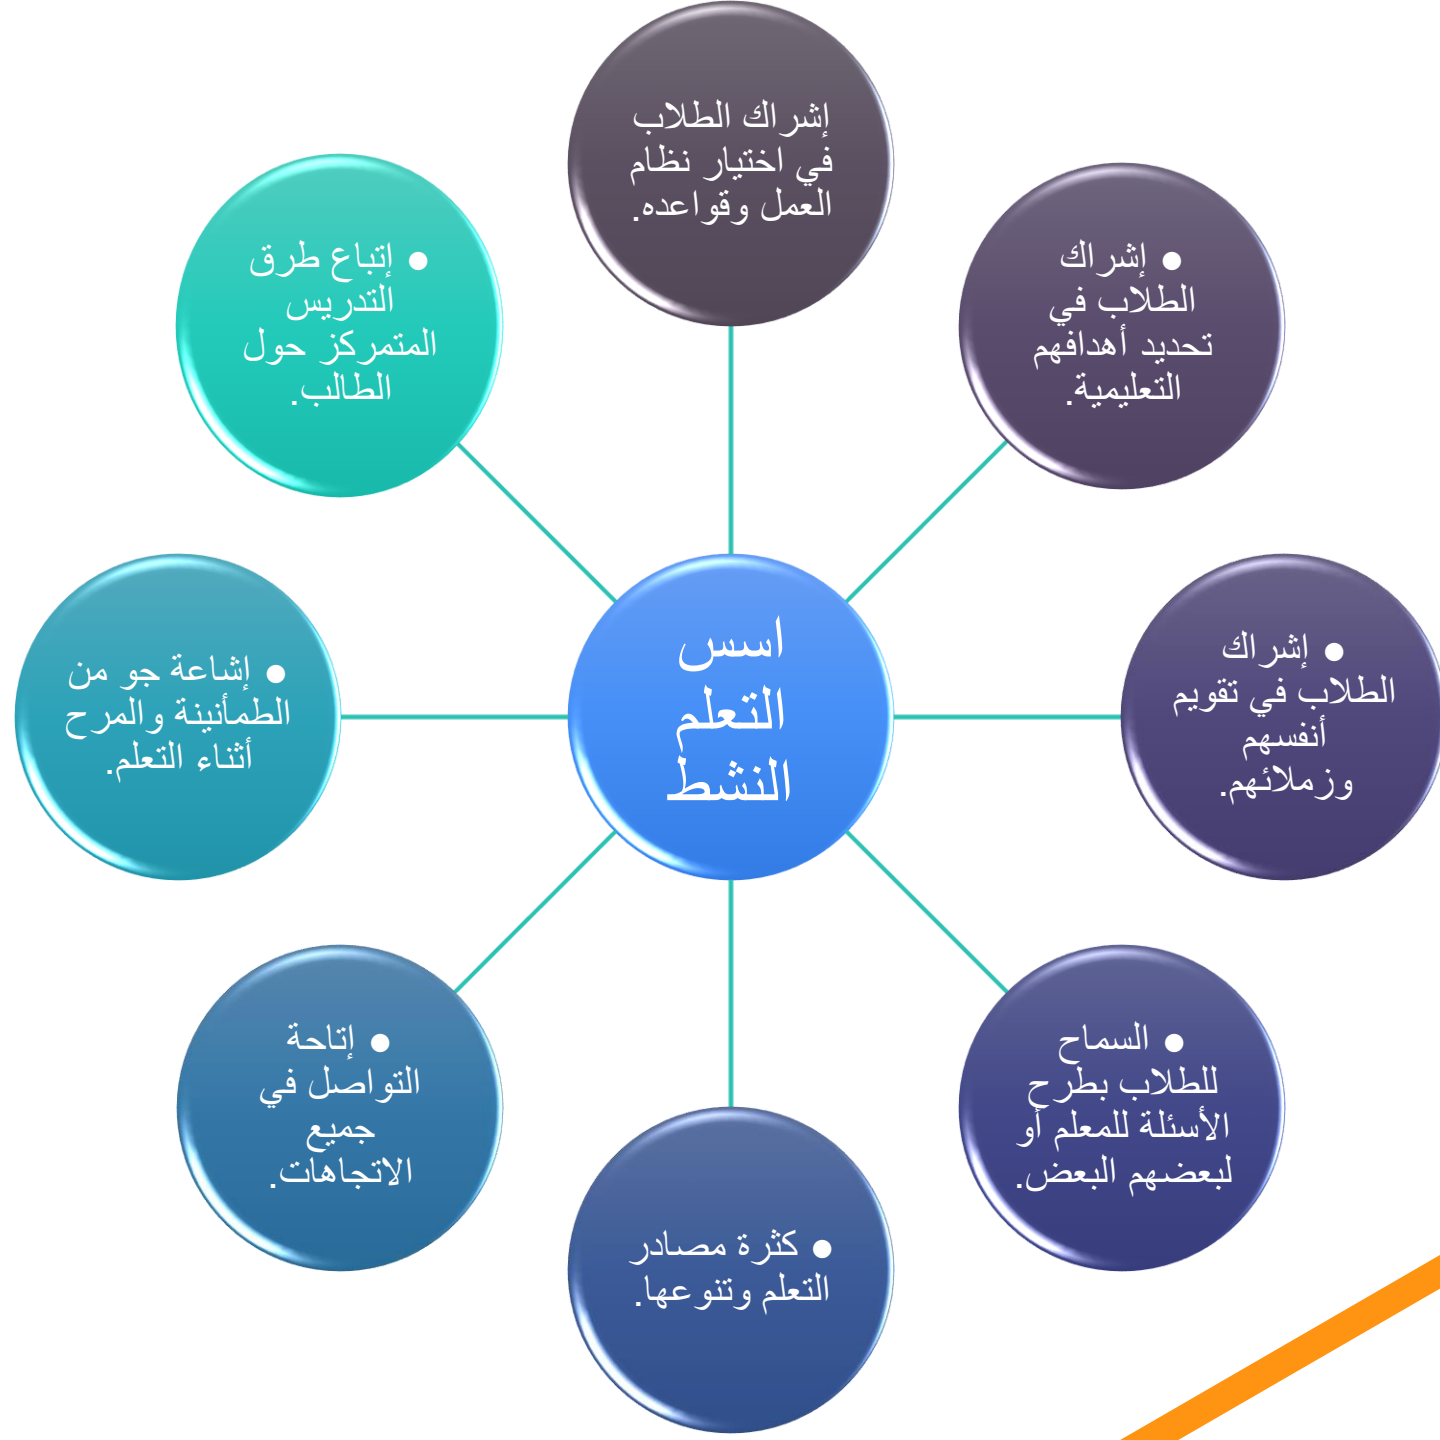 إشراك الطلاب
في اختيار نظام
العمل وقواعده.
● إشراك
الطلاب في
تحديد أهدافهم
التعليمية.
● إشراك
الطلاب في تقويم
أنفسهم
وزملائهم.
● السماح
للطلاب بطرح
الأسئلة للمعلم أو
لبعضهم البعض.
● كثرة مصادر
التعلم وتنوعها.
● إتاحة
التواصل في
جميع
الاتجاهات.
● إشاعة جو من
الطمأنينة والمرح
أثناء التعلم.
● إتباع طرق
التدريس
المتمركز حول
الطالب.
اسس
التعلم
النشط